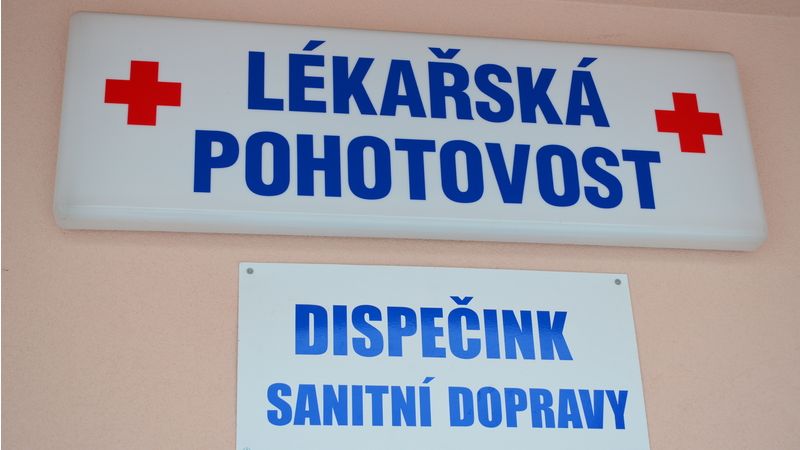 LÉKAŘSKÁ
POHOTOVOST
DISPEČINK
SANITNÍ DOPRAVY